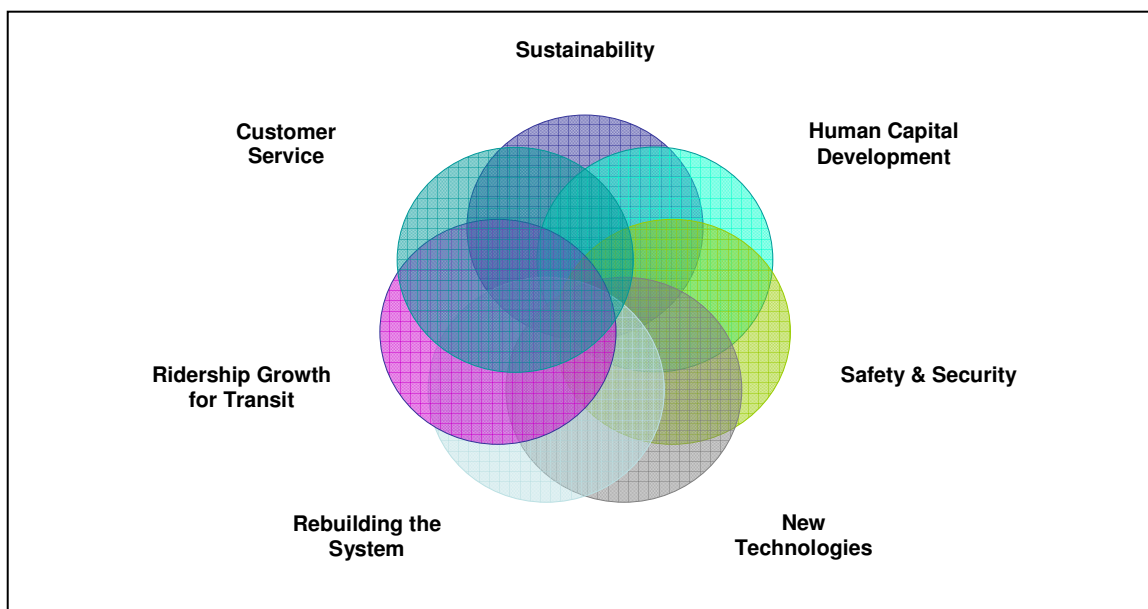 Sustainability
Customer
Service
Human Capital
Development
Ridership Growth
for Transit
Safety & Security
Rebuilding the
System
New
Technologies